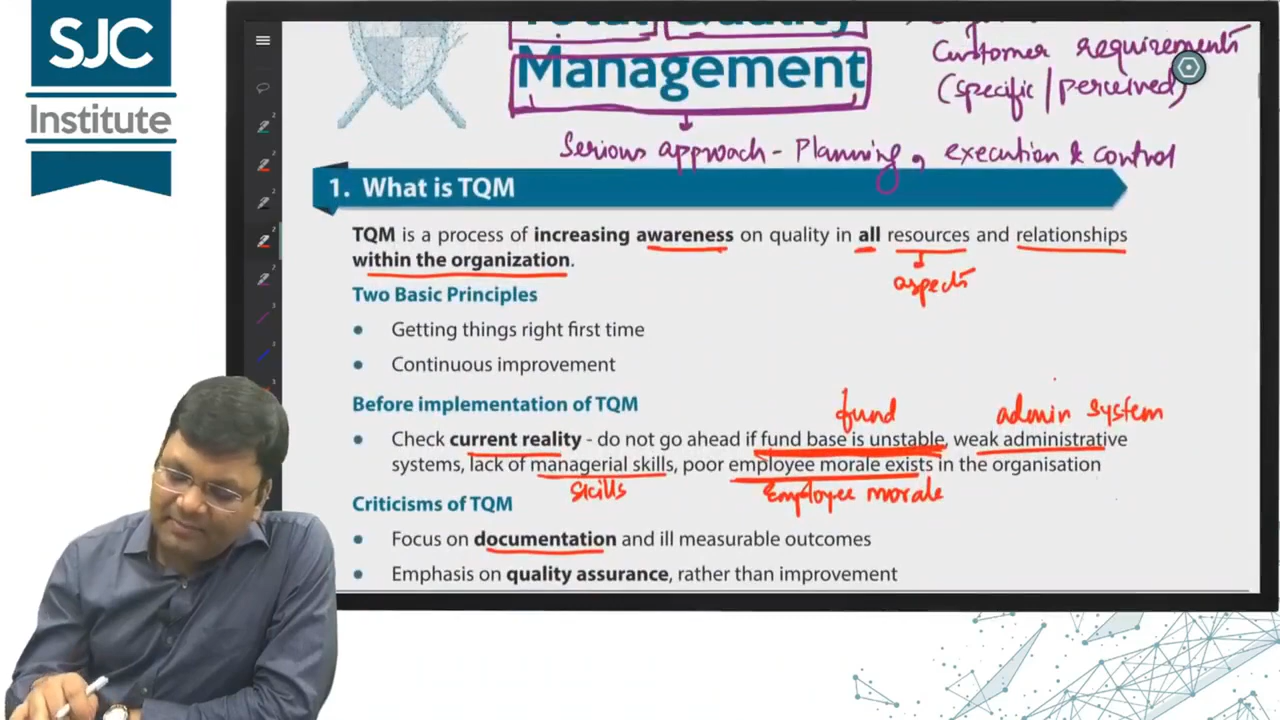 SJC
Institute
Total Quality
Management
Customer requirements
(specific/perceived)
Serious approach - Planning, execution & control
1. What is TQM
TQM is a process of increasing awareness on quality in all resources and relationships
within the organization.
aspects
Two Basic Principles
• Getting things right first time
• Continuous improvement
fund admin system
Before implementation of TQM
• Check current reality - do not go ahead if fund base is unstable, weak administrative
systems, lack of managerial skills, poor employee morale exists in the organisation
skills Employee morale
Criticisms of TQM
• Focus on documentation and ill measurable outcomes
• Emphasis on quality assurance, rather than improvement